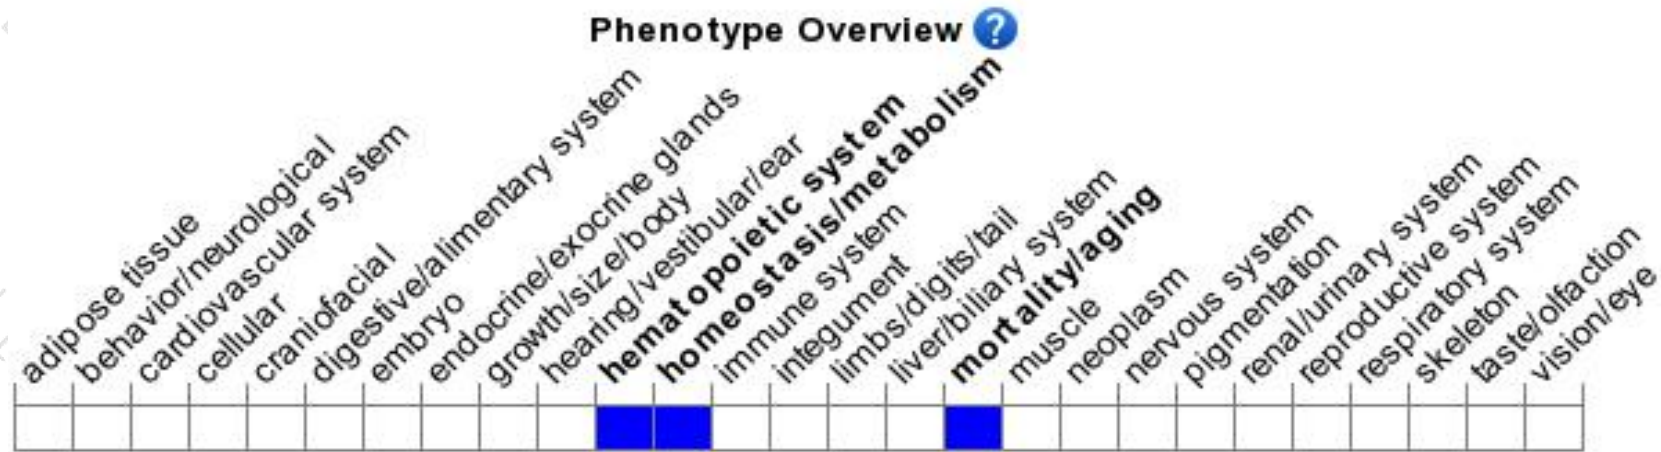 Phenotype Overview ?
adipose tissue
behavior/neurological
cardiovascular system
cellular
craniofacial
digestive/alimentary system
embryo
endocrine/exocrine glands
growth/size/body
hearing/vestibular/ear
hematopoietic system
homeostasis/metabolism
immune system
integument
limbs/digits/tail
liver/biliary system
mortality/aging
muscle
neoplasm
nervous system
pigmentation
renal/urinary system
reproductive system
respiratory system
skeleton
taste/olfaction
vision/eye